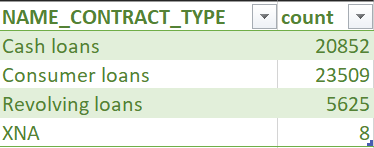 NAME_CONTRACT_TYPE count
Cash loans 20852
Consumer loans 23509
Revolving loans 5625
XNA 8